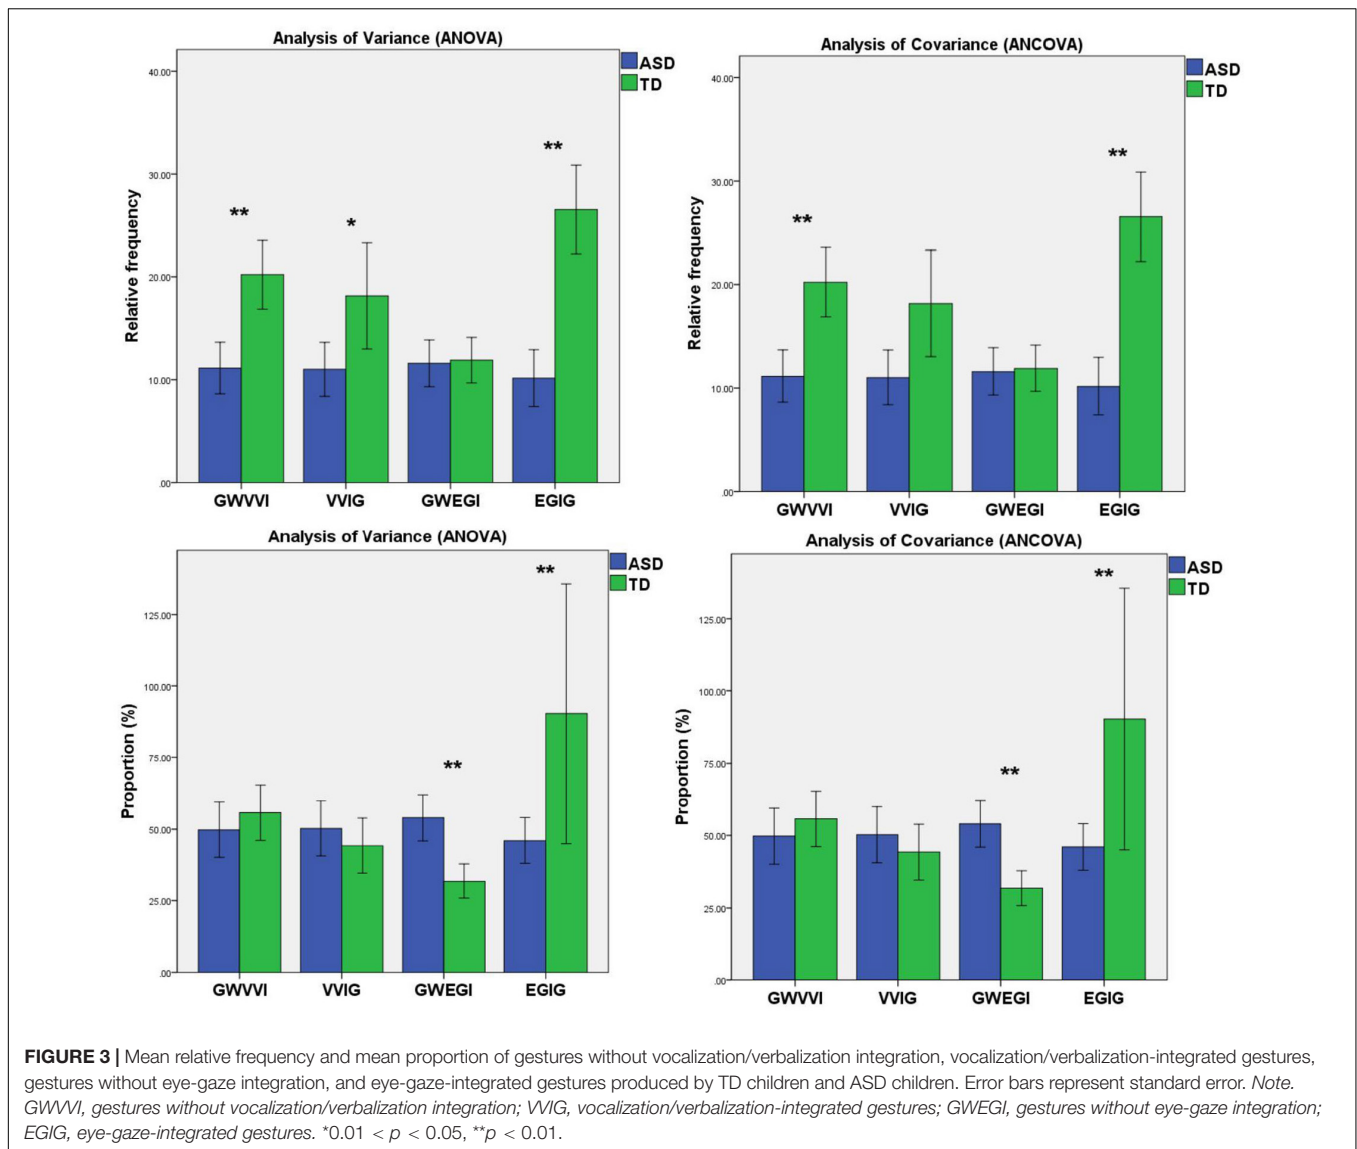 Analysis of Variance (ANOVA)
ASD
TD
Relative frequency
40.00
30.00
20.00
10.00
.00
**
*
**
GWVVI VVIG GWEGI EGIG
Analysis of Covariance (ANCOVA)
ASD
TD
Relative frequency
40.00
30.00
20.00
10.00
.00
**
**
GWVVI VVIG GWEGI EGIG
Analysis of Variance (ANOVA)
ASD
TD
Proportion (%)
125.00
100.00
75.00
50.00
25.00
.00
**
**
GWVVI VVIG GWEGI EGIG
Analysis of Covariance (ANCOVA)
ASD
TD
Proportion (%)
125.00
100.00
75.00
50.00
25.00
.00
**
**
GWVVI VVIG GWEGI EGIG
FIGURE 3 | Mean relative frequency and mean proportion of gestures without vocalization/verbalization integration, vocalization/verbalization-integrated gestures,
gestures without eye-gaze integration, and eye-gaze-integrated gestures produced by TD children and ASD children. Error bars represent standard error. Note.
GWVVI, gestures without vocalization/verbalization integration; VVIG, vocalization/verbalization-integrated gestures; GWEGI, gestures without eye-gaze integration;
EGIG, eye-gaze-integrated gestures. *0.01 < p < 0.05, **p < 0.01.